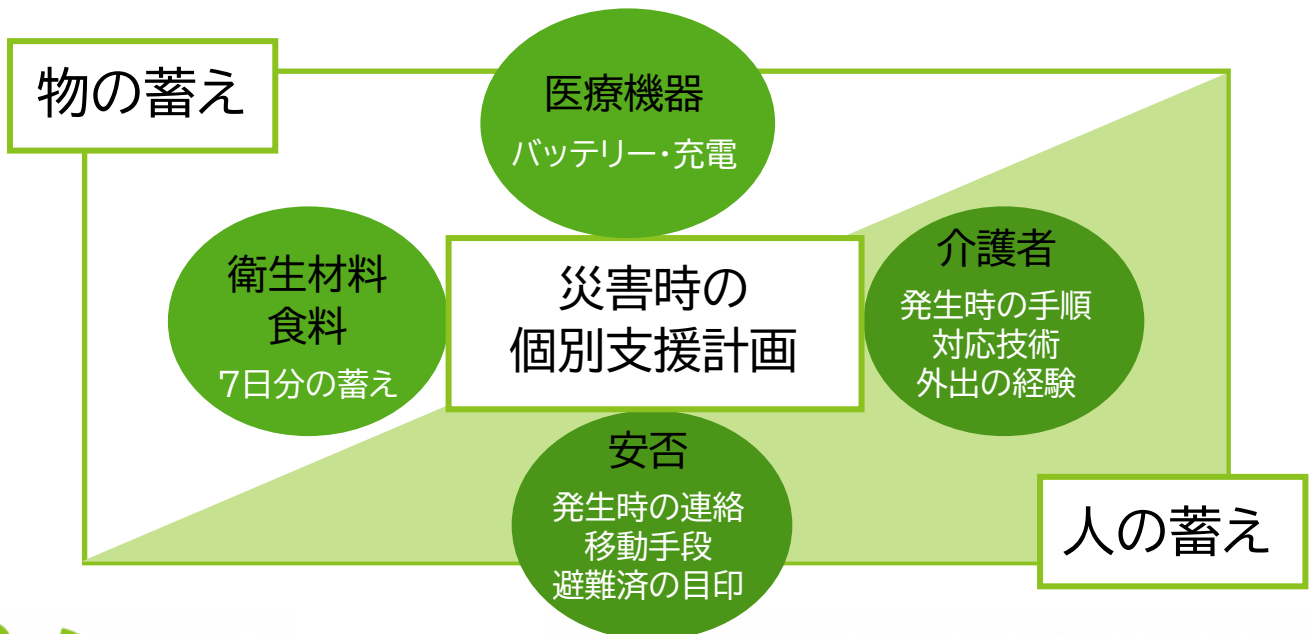 物の蓄え
医療機器
バッテリー・充電
衛生材料
食料
7日分の蓄え
災害時の
個別支援計画
介護者
発生時の手順
対応技術
外出の経験
安否
発生時の連絡
移動手段
避難済の目印
人の蓄え